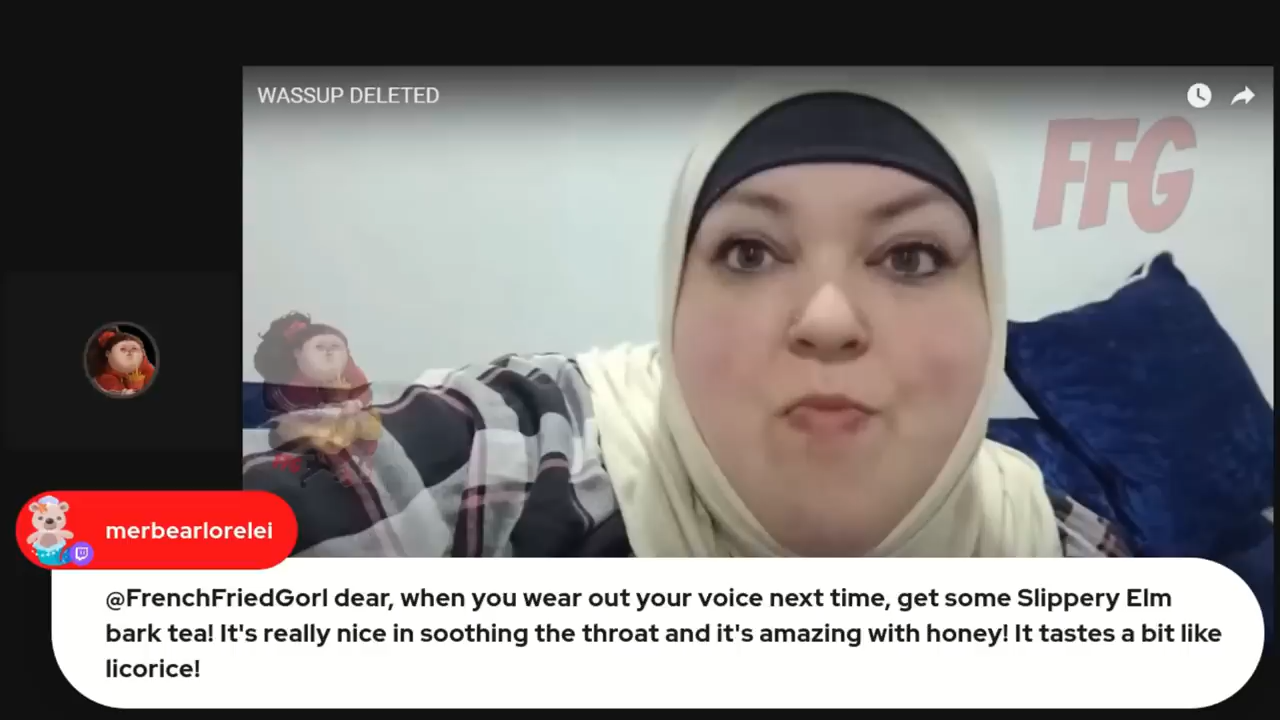 WASSUP DELETED
FFG
FFG
merbearlorelei
@FrenchFriedGorl dear, when you wear out your voice next time, get some Slippery Elm
bark tea! It's really nice in soothing the throat and it's amazing with honey! It tastes a bit like
licorice!